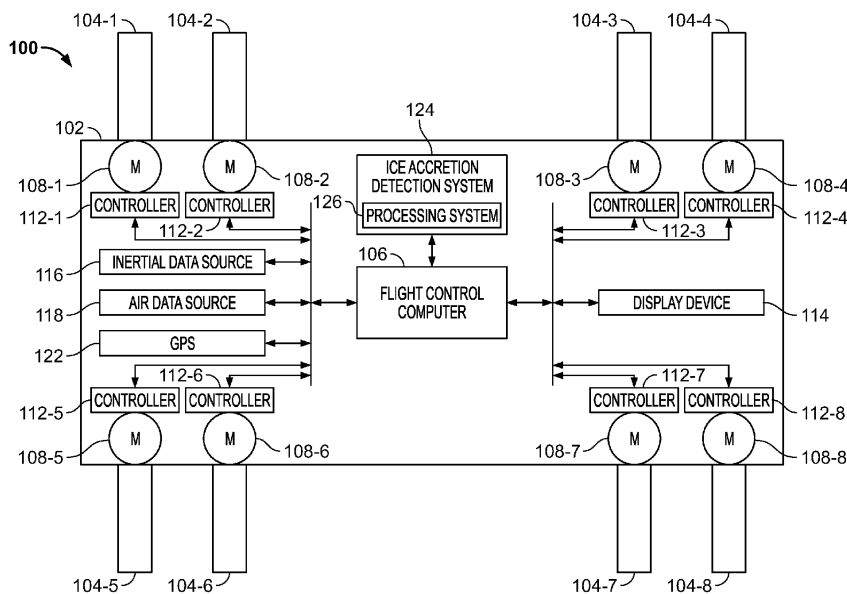 104-1
104-2
104-3
104-4
100
102
124
M
M
M
M
108-1
108-2
108-3
108-4
ICE ACCRETION
DETECTION SYSTEM
126
PROCESSING SYSTEM
112-1
CONTROLLER
112-2
CONTROLLER
CONTROLLER
112-3
CONTROLLER
112-4
106
INERTIAL DATA SOURCE
116
AIR DATA SOURCE
118
FLIGHT CONTROL
COMPUTER
DISPLAY DEVICE
114
GPS
122
112-6
112-7
112-5
CONTROLLER
CONTROLLER
CONTROLLER
CONTROLLER
112-8
M
M
M
M
108-5
108-6
108-7
108-8
104-5
104-6
104-7
104-8